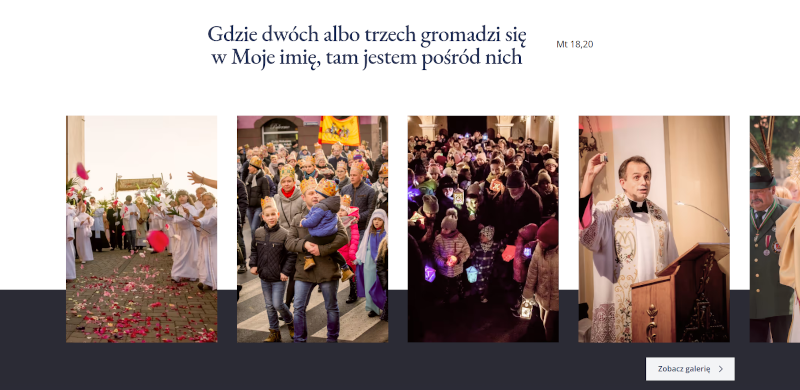 Gdzie dwóch albo trzech gromadzi się
w Moje imię, tam jestem pośród nich
Mt 18,20
Zobacz galerię